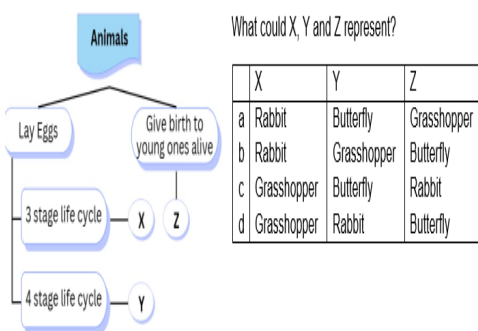 Animals
Lay Eggs
Give birth to
young ones alive
3 stage life cycle
X
Z
4 stage life cycle
Y
What could X, Y and Z represent?
X Y Z
a Rabbit Butterfly Grasshopper
b Rabbit Grasshopper Butterfly
c Grasshopper Butterfly Rabbit
d Grasshopper Rabbit Butterfly